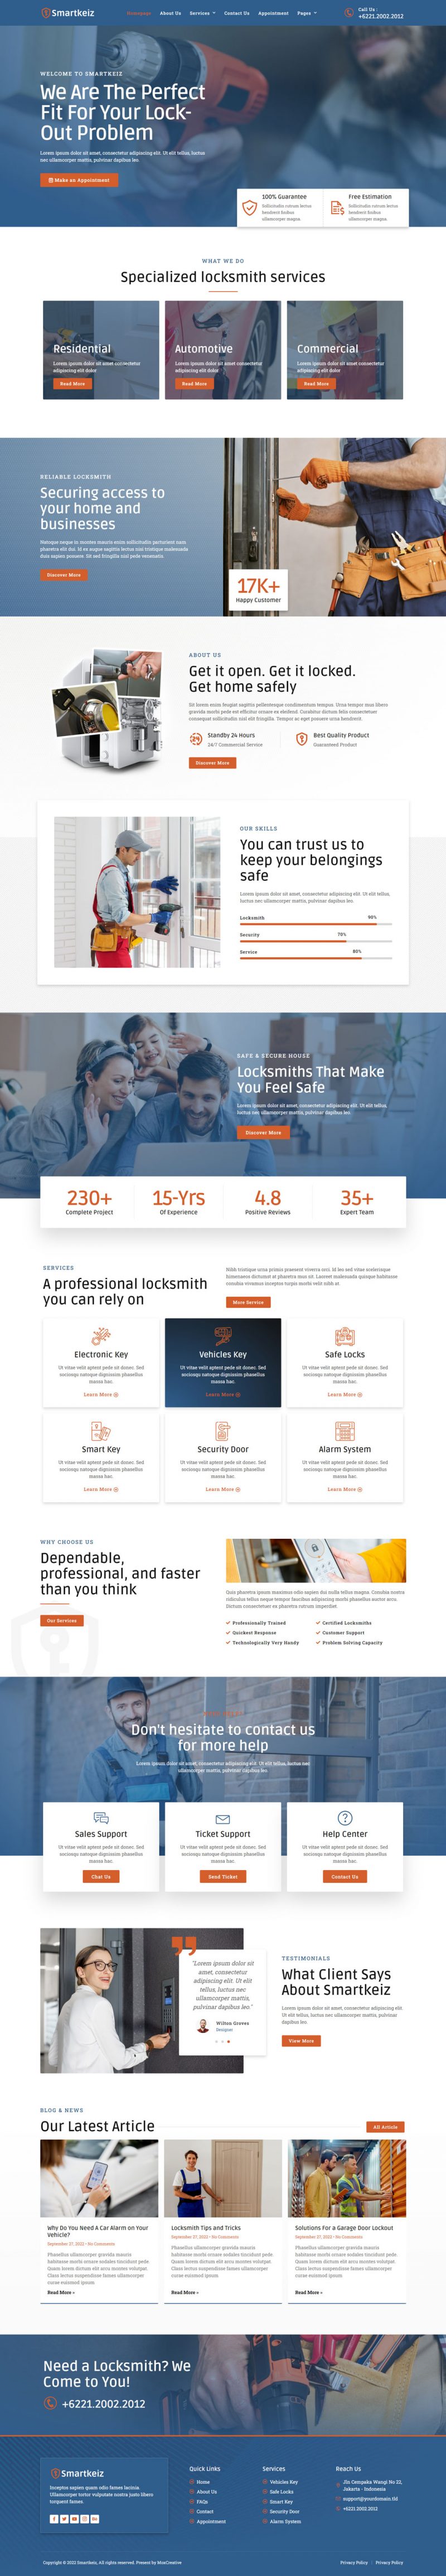 Smartkeiz
Homepage
About Us
Services
Contact Us
Appointment
Pages
Call Us :
+6221.2002.2012
WELCOME TO SMARTKEIZ
We Are The Perfect
Fit For Your Lock-
Out Problem
Lorem ipsum dolor sit amet, consectetur adipiscing elit. Ut elit tellus, luctus
nec ullamcorper mattis, pulvinar dapibus leo.
Make an Appointment
100% Guarantee
Sollicitudin rutrum lectus
hendrerit finibus
ullamcorper magna.
Free Estimation
Sollicitudin rutrum lectus
hendrerit finibus
ullamcorper magna.
WHAT WE DO
Specialized locksmith services
Residential
Lorem ipsum dolor sit amet consectetur
adipiscing elit dolor
Read More
Automotive
Lorem ipsum dolor sit amet consectetur
adipiscing elit dolor
Read More
Commercial
Lorem ipsum dolor sit amet consectetur
adipiscing elit dolor
Read More
RELIABLE LOCKSMITH
Securing access to
your home and
businesses
Natoque neque in montes mauris enim sollicitudin parturient nam
pharetra elit dui. Id ex augue sagittis lectus nisi tristique malesuada
duis sapien posuere. Sit sed fringilla nisl pede venenatis.
Discover More
17K+
Happy Customer
ABOUT US
Get it open. Get it locked.
Get home safely
Sit lorem enim feugiat sagittis pellentesque condimentum tempus. Urna tempor mus libero
gravida morbi pede est efficitur ornare ex eleifend. Curabitur dictum felis consectetuer
consequat sollicitudin nisl elit fringilla. Tempor ac eget posuere urna hendrerit.
Standby 24 Hours
24/7 Commercial Service
Best Quality Product
Guaranteed Product
Discover More
OUR SKILLS
You can trust us to
keep your belongings
safe
Lorem ipsum dolor sit amet, consectetur adipiscing elit. Ut elit tellus,
luctus nec ullamcorper mattis, pulvinar dapibus leo.
Locksmith
90%
Security
70%
Service
80%
SAFE & SECURE HOUSE
Locksmiths That Make
You Feel Safe
Lorem ipsum dolor sit amet, consectetur adipiscing elit. Ut elit tellus,
luctus nec ullamcorper mattis, pulvinar dapibus leo.
Discover More
230+
Complete Project
15-Yrs
Of Experience
4.8
Positive Reviews
35+
Expert Team
SERVICES
A professional locksmith
you can rely on
Nibh tristique urna primis praesent viverra orci. Id leo sed vitae scelerisque
himenaeos dictumst at pharetra mus sit. Laoreet malesuada quisque habitasse
conubia vivamus inceptos turpis morbi velit nibh at.
More Service
Electronic Key
Ut vitae velit aptent pede sit donec. Sed
sociosqu natoque dignissim phasellus
massa hac.
Learn More
Vehicles Key
Ut vitae velit aptent pede sit donec. Sed
sociosqu natoque dignissim phasellus
massa hac.
Learn More
Safe Locks
Ut vitae velit aptent pede sit donec. Sed
sociosqu natoque dignissim phasellus
massa hac.
Learn More
Smart Key
Ut vitae velit aptent pede sit donec. Sed
sociosqu natoque dignissim phasellus
massa hac.
Learn More
Security Door
Ut vitae velit aptent pede sit donec. Sed
sociosqu natoque dignissim phasellus
massa hac.
Learn More
Alarm System
Ut vitae velit aptent pede sit donec. Sed
sociosqu natoque dignissim phasellus
massa hac.
Learn More
WHY CHOOSE US
Dependable,
professional, and faster
than you think
Our Services
Quis pharetra ipsum maximus odio sapien dui nulla tellus magna. Conubia nostra
ridiculus tellus neque tempor faucibus adipiscing morbi phasellus auctor arcu.
Dictum consectetuer ex pharetra rutrum imperdiet.
Professionally Trained
Quickest Response
Technologically Very Handy
Certified Locksmiths
Customer Support
Problem Solving Capacity
Don't hesitate to contact us
for more help
Lorem ipsum dolor sit amet, consectetur adipiscing elit. Ut elit tellus, luctus nec
ullamcorper mattis, pulvinar dapibus leo.
Sales Support
Ut vitae velit aptent pede sit donec. Sed
sociosqu natoque dignissim phasellus
massa hac.
Chat Us
Ticket Support
Ut vitae velit aptent pede sit donec. Sed
sociosqu natoque dignissim phasellus
massa hac.
Send Ticket
Help Center
Ut vitae velit aptent pede sit donec. Sed
sociosqu natoque dignissim phasellus
massa hac.
Contact Us
"Lorem ipsum dolor sit
amet, consectetur
adipiscing elit. Ut elit
tellus, luctus nec
ullamcorper mattis,
pulvinar dapibus leo."
Wilton Groves
Designer
TESTIMONIALS
What Client Says
About Smartkeiz
Lorem ipsum dolor sit amet, consectetur adipiscing elit.
Ut elit tellus, luctus nec ullamcorper mattis, pulvinar
dapibus leo.
View More
BLOG & NEWS
Our Latest Article
All Article
Why Do You Need A Car Alarm on Your
Vehicle?
September 27, 2022 • No Comments
Phasellus ullamcorper gravida mauris
habitasse morbi ornare sodales tincidunt pede.
Quam lorem dictum elit arcu montes volutpat.
Class lectus suspendisse fames ullamcorper
curae euismod ipsum
Read More »
Locksmith Tips and Tricks
September 27, 2022 • No Comments
Phasellus ullamcorper gravida mauris
habitasse morbi ornare sodales tincidunt pede.
Quam lorem dictum elit arcu montes volutpat.
Class lectus suspendisse fames ullamcorper
curae euismod ipsum
Read More »
Solutions For a Garage Door Lockout
September 27, 2022 • No Comments
Phasellus ullamcorper gravida mauris
habitasse morbi ornare sodales tincidunt pede.
Quam lorem dictum elit arcu montes volutpat.
Class lectus suspendisse fames ullamcorper
curae euismod ipsum
Read More »
Need a Locksmith? We
Come to You!
+6221.2002.2012
Smartkeiz
Inceptos sapien quam odio fames lacinia.
Ullamcorper tortor vulputate nostra justo libero
torquent fames.
Quick Links
Home
About Us
FAQs
Contact
Appointment
Services
Vehicles Key
Safe Locks
Smart Key
Security Door
Alarm System
Reach Us
Jln Cempaka Wangi No 22,
Jakarta - Indonesia
support@yourdomain.tld
+6221.2002.2012
Copyright © 2022 Smartkeiz, All rights reserved. Present by MaxCreative
Privacy Policy
Privacy Policy